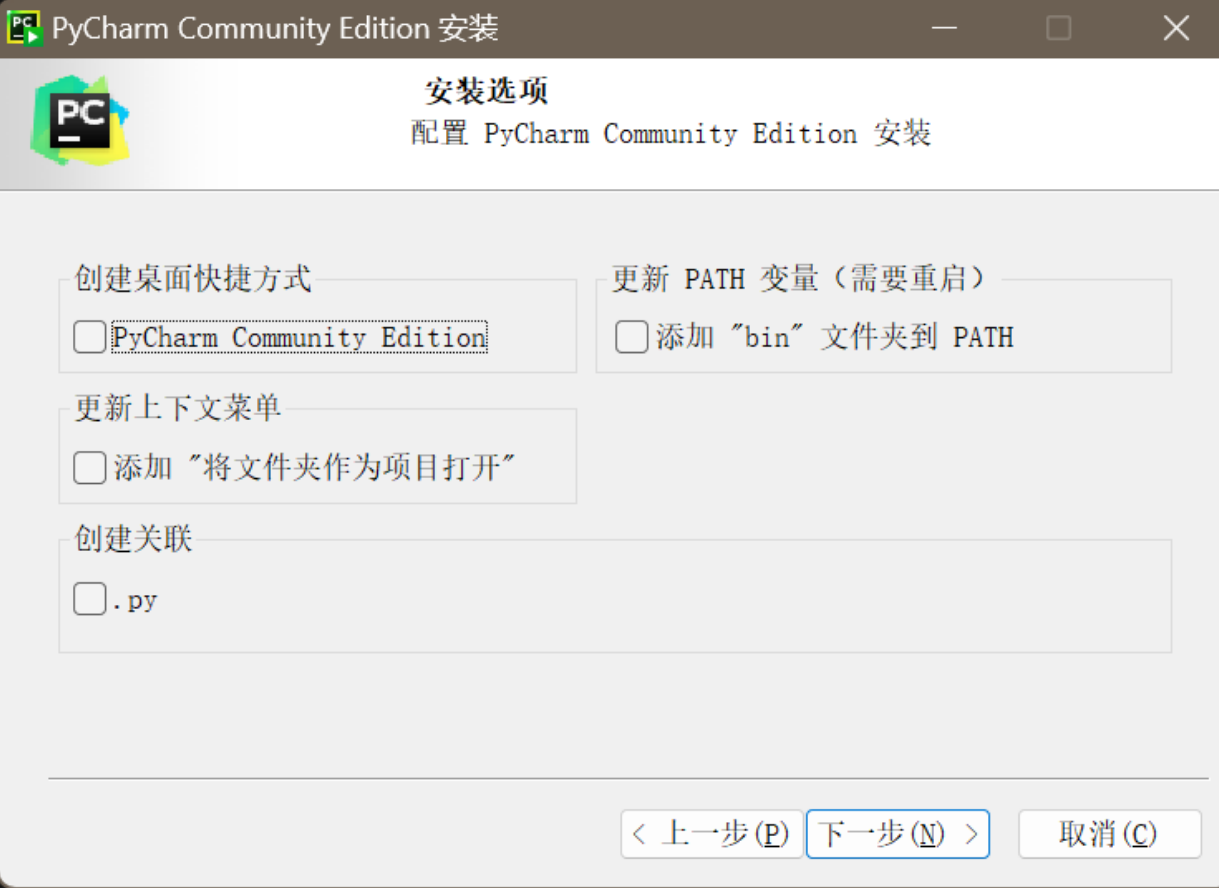 PyCharm Community Edition 安装
PC
安装选项
配置 PyCharm Community Edition 安装
创建桌面快捷方式
PyCharm Community Edition
更新 PATH 变量（需要重启）
添加 "bin" 文件夹到 PATH
更新上下文菜单
添加 "将文件夹作为项目打开"
创建关联
.py
< 上一步(P)
下一步(N) >
取消(C)